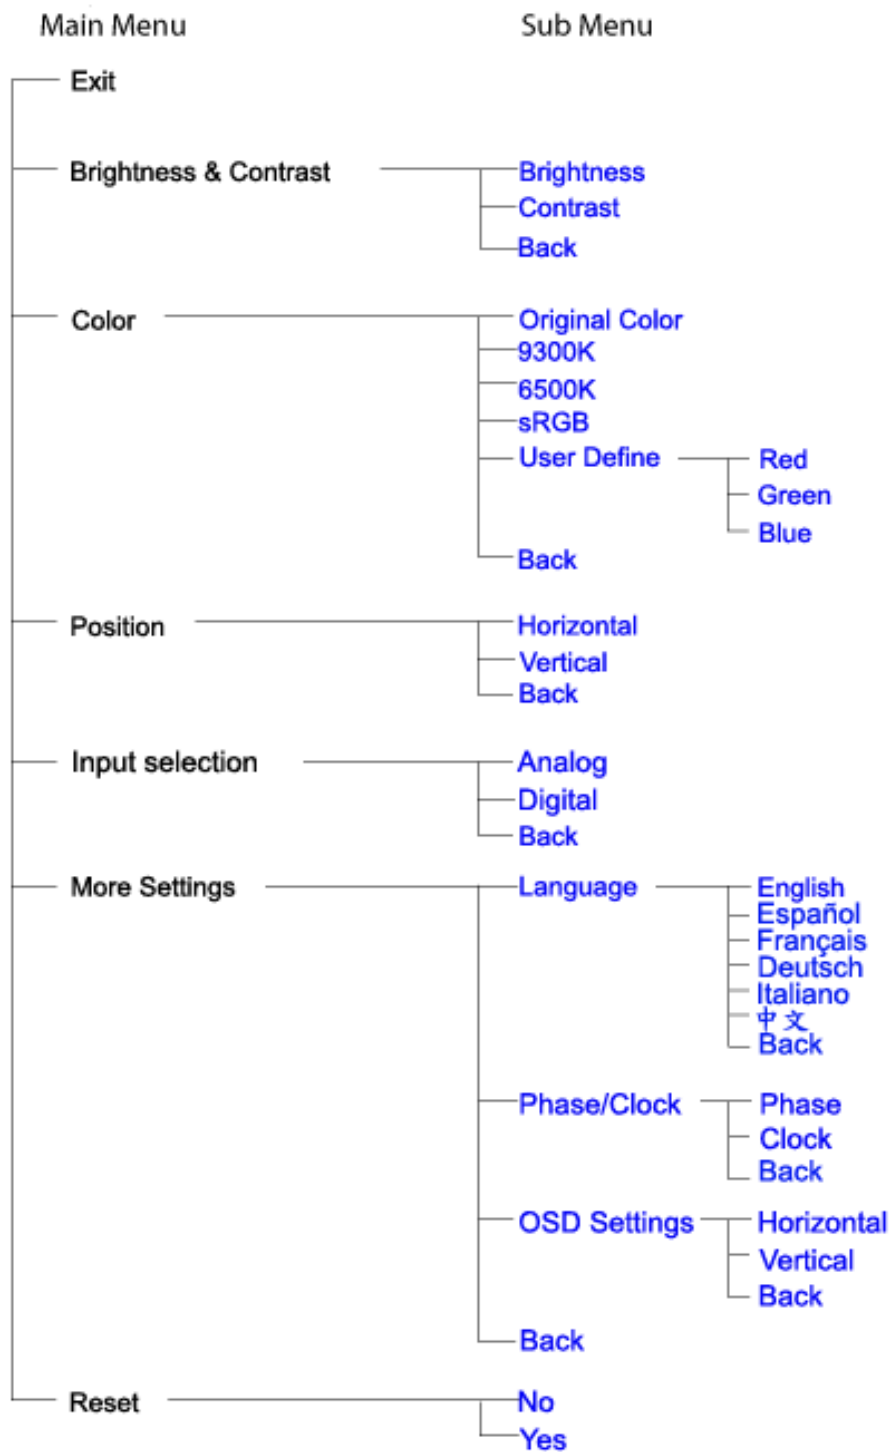 Main Menu Sub Menu
Exit
Brightness & Contrast Brightness
Contrast
Back
Color Original Color
9300K
6500K
sRGB
User Define Red
Green
Blue
Back
Position Horizontal
Vertical
Back
Input selection Analog
Digital
Back
More Settings Language English
Español
Français
Deutsch
Italiano
中文
Back
Phase/Clock Phase
Clock
Back
OSD Settings Horizontal
Vertical
Back
Back
Reset No
Yes